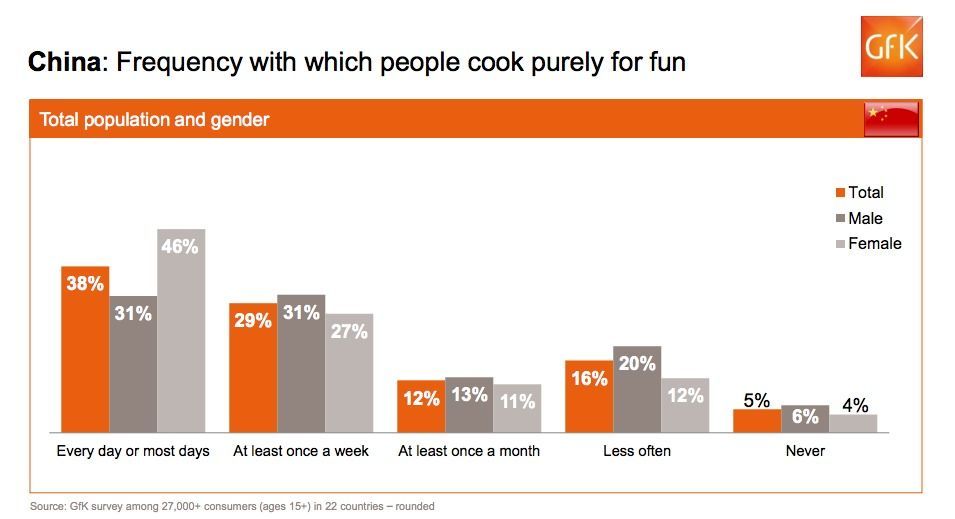 China: Frequency with which people cook purely for fun
GfK
Total population and gender
Total
Male
Female
38%
31%
46%
29%
31%
27%
12%
13%
11%
16%
20%
12%
5%
6%
4%
Every day or most days
At least once a week
At least once a month
Less often
Never
Source: GfK survey among 27,000+ consumers (ages 15+) in 22 countries – rounded